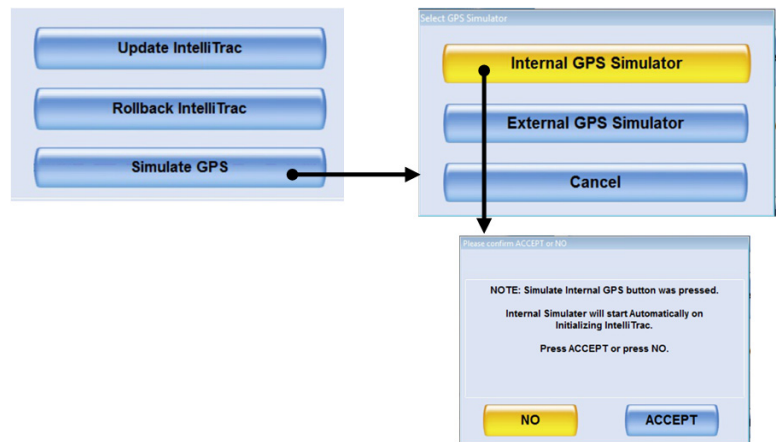 Update IntelliTrac
Rollback IntelliTrac
Simulate GPS
Select GPS Simulator
Internal GPS Simulator
External GPS Simulator
Cancel
Please confirm ACCEPT or NO
NOTE: Simulate Internal GPS button was pressed.
Internal Simulater will start Automatically on
Initializing IntelliTrac.
Press ACCEPT or press NO.
NO
ACCEPT